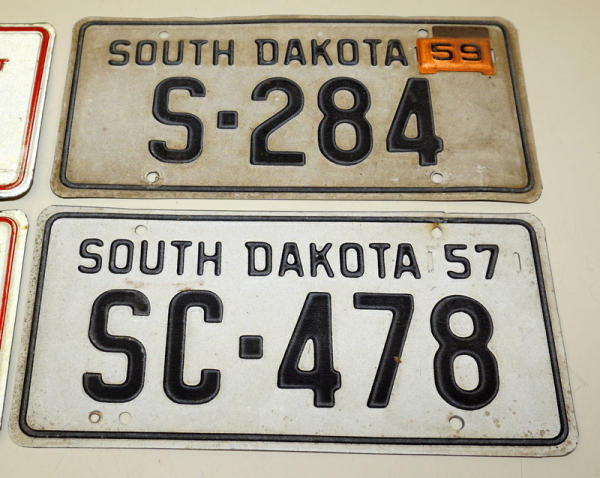 SOUTH DAKOTA 59
S-284
SOUTH DAKOTA 57
SC-478